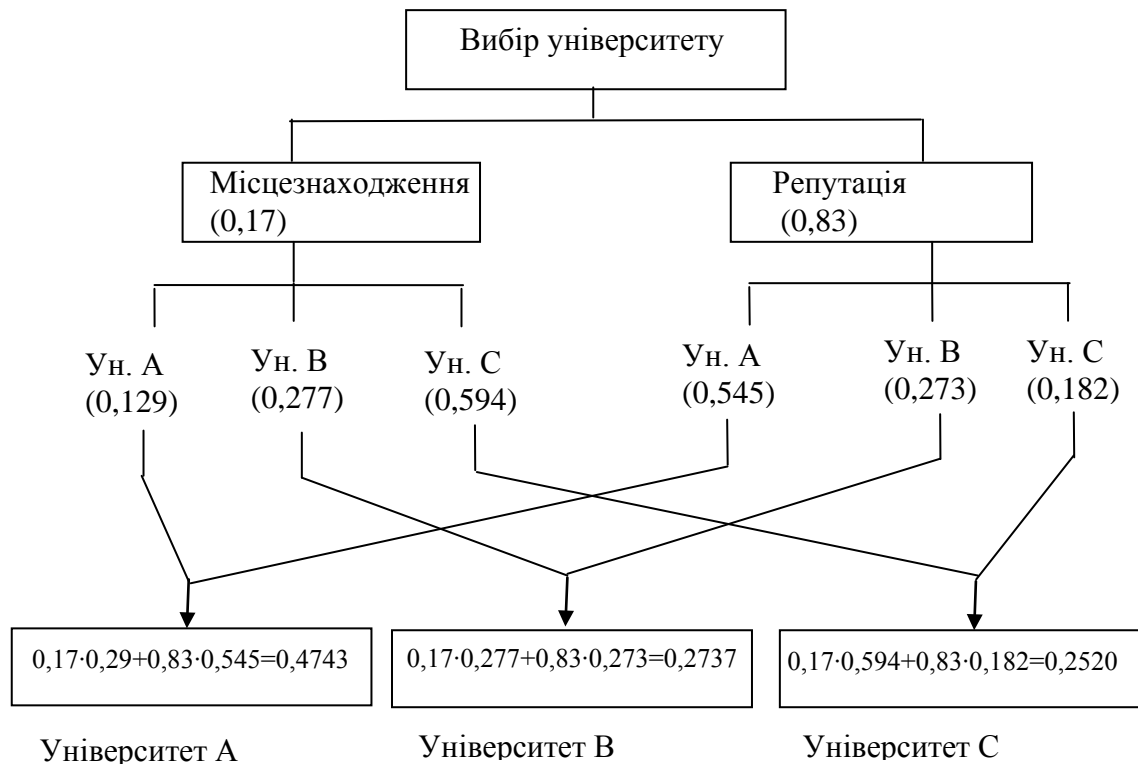 Вибір університету
Місцезнаходження
(0,17)
Репутація
(0,83)
Ун. А
(0,129)
Ун. В
(0,277)
Ун. С
(0,594)
Ун. А
(0,545)
Ун. В
(0,273)
Ун. С
(0,182)
0,17·0,29+0,83·0,545=0,4743
0,17·0,277+0,83·0,273=0,2737
0,17·0,594+0,83·0,182=0,2520
Університет А
Університет В
Університет С